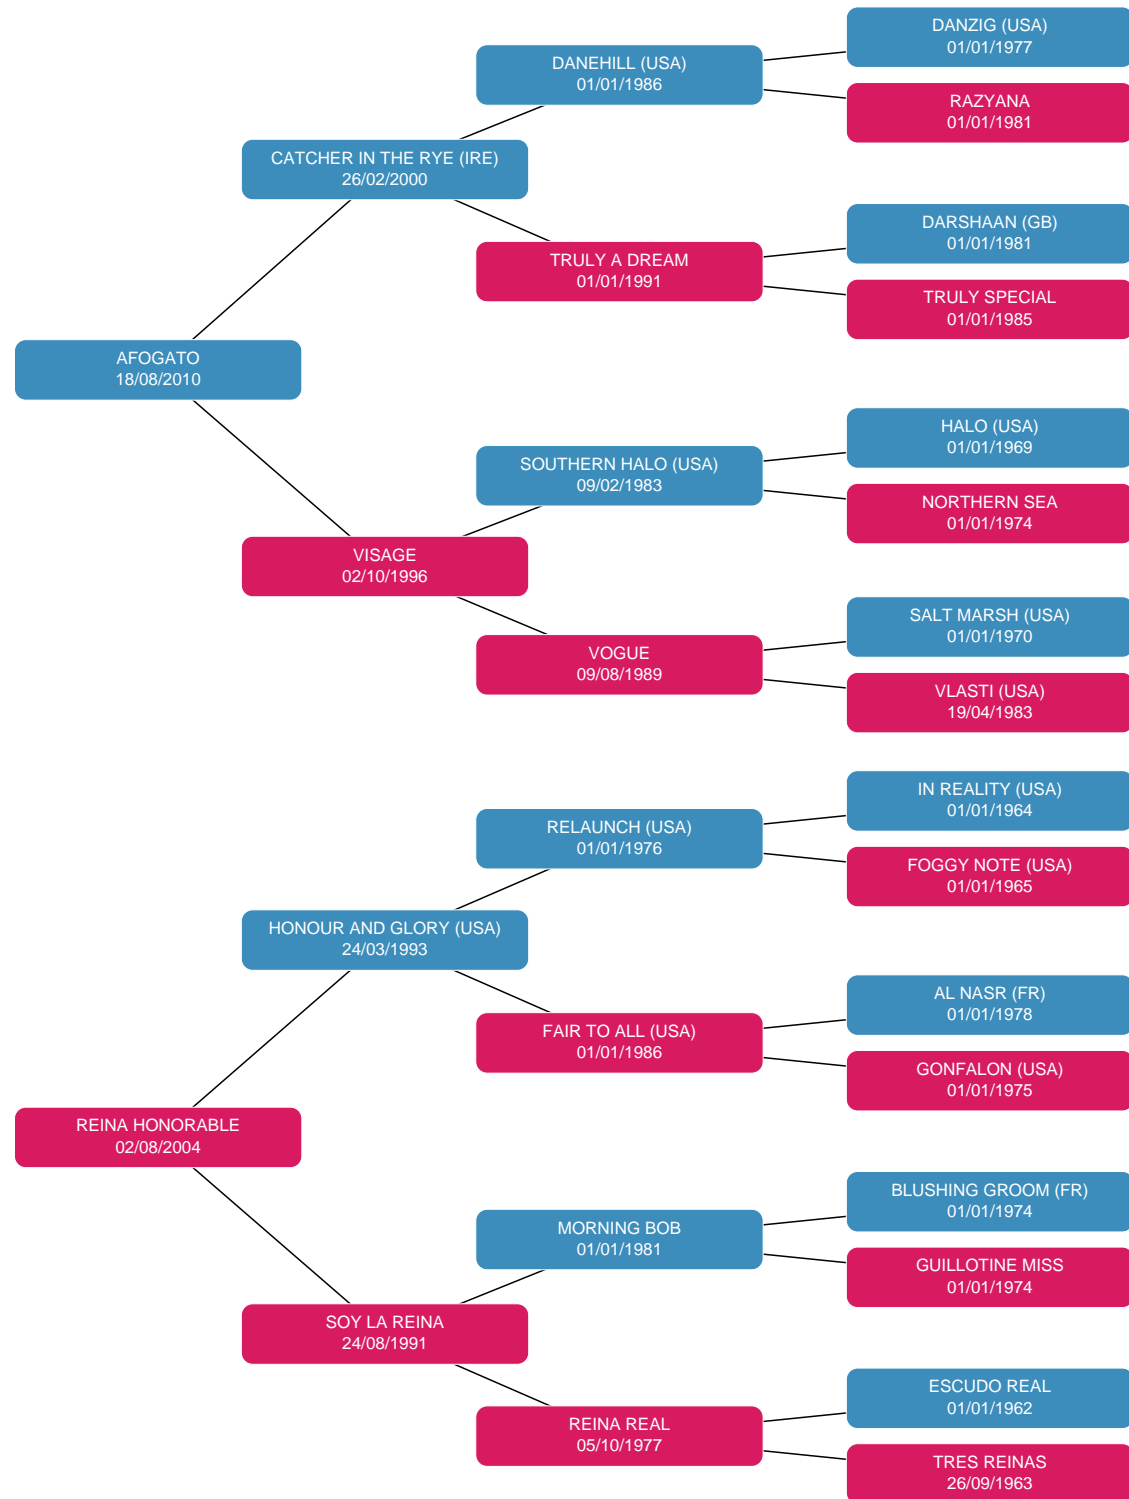 DANZIG (USA)
01/01/1977
DANEHILL (USA)
01/01/1986
RAZYANA
01/01/1981
CATCHER IN THE RYE (IRE)
26/02/2000
DARSHAAN (GB)
01/01/1981
TRULY A DREAM
01/01/1991
TRULY SPECIAL
01/01/1985
AFOGATO
18/08/2010
HALO (USA)
01/01/1969
SOUTHERN HALO (USA)
09/02/1983
NORTHERN SEA
01/01/1974
VISAGE
02/10/1996
SALT MARSH (USA)
01/01/1970
VOGUE
09/08/1989
VLASTI (USA)
19/04/1983
IN REALITY (USA)
01/01/1964
RELAUNCH (USA)
01/01/1976
FOGGY NOTE (USA)
01/01/1965
HONOUR AND GLORY (USA)
24/03/1993
AL NASR (FR)
01/01/1978
FAIR TO ALL (USA)
01/01/1986
GONFALON (USA)
01/01/1975
REINA HONORABLE
02/08/2004
BLUSHING GROOM (FR)
01/01/1974
MORNING BOB
01/01/1981
GUILLOTINE MISS
01/01/1974
SOY LA REINA
24/08/1991
ESCUDO REAL
01/01/1962
REINA REAL
05/10/1977
TRES REINAS
26/09/1963